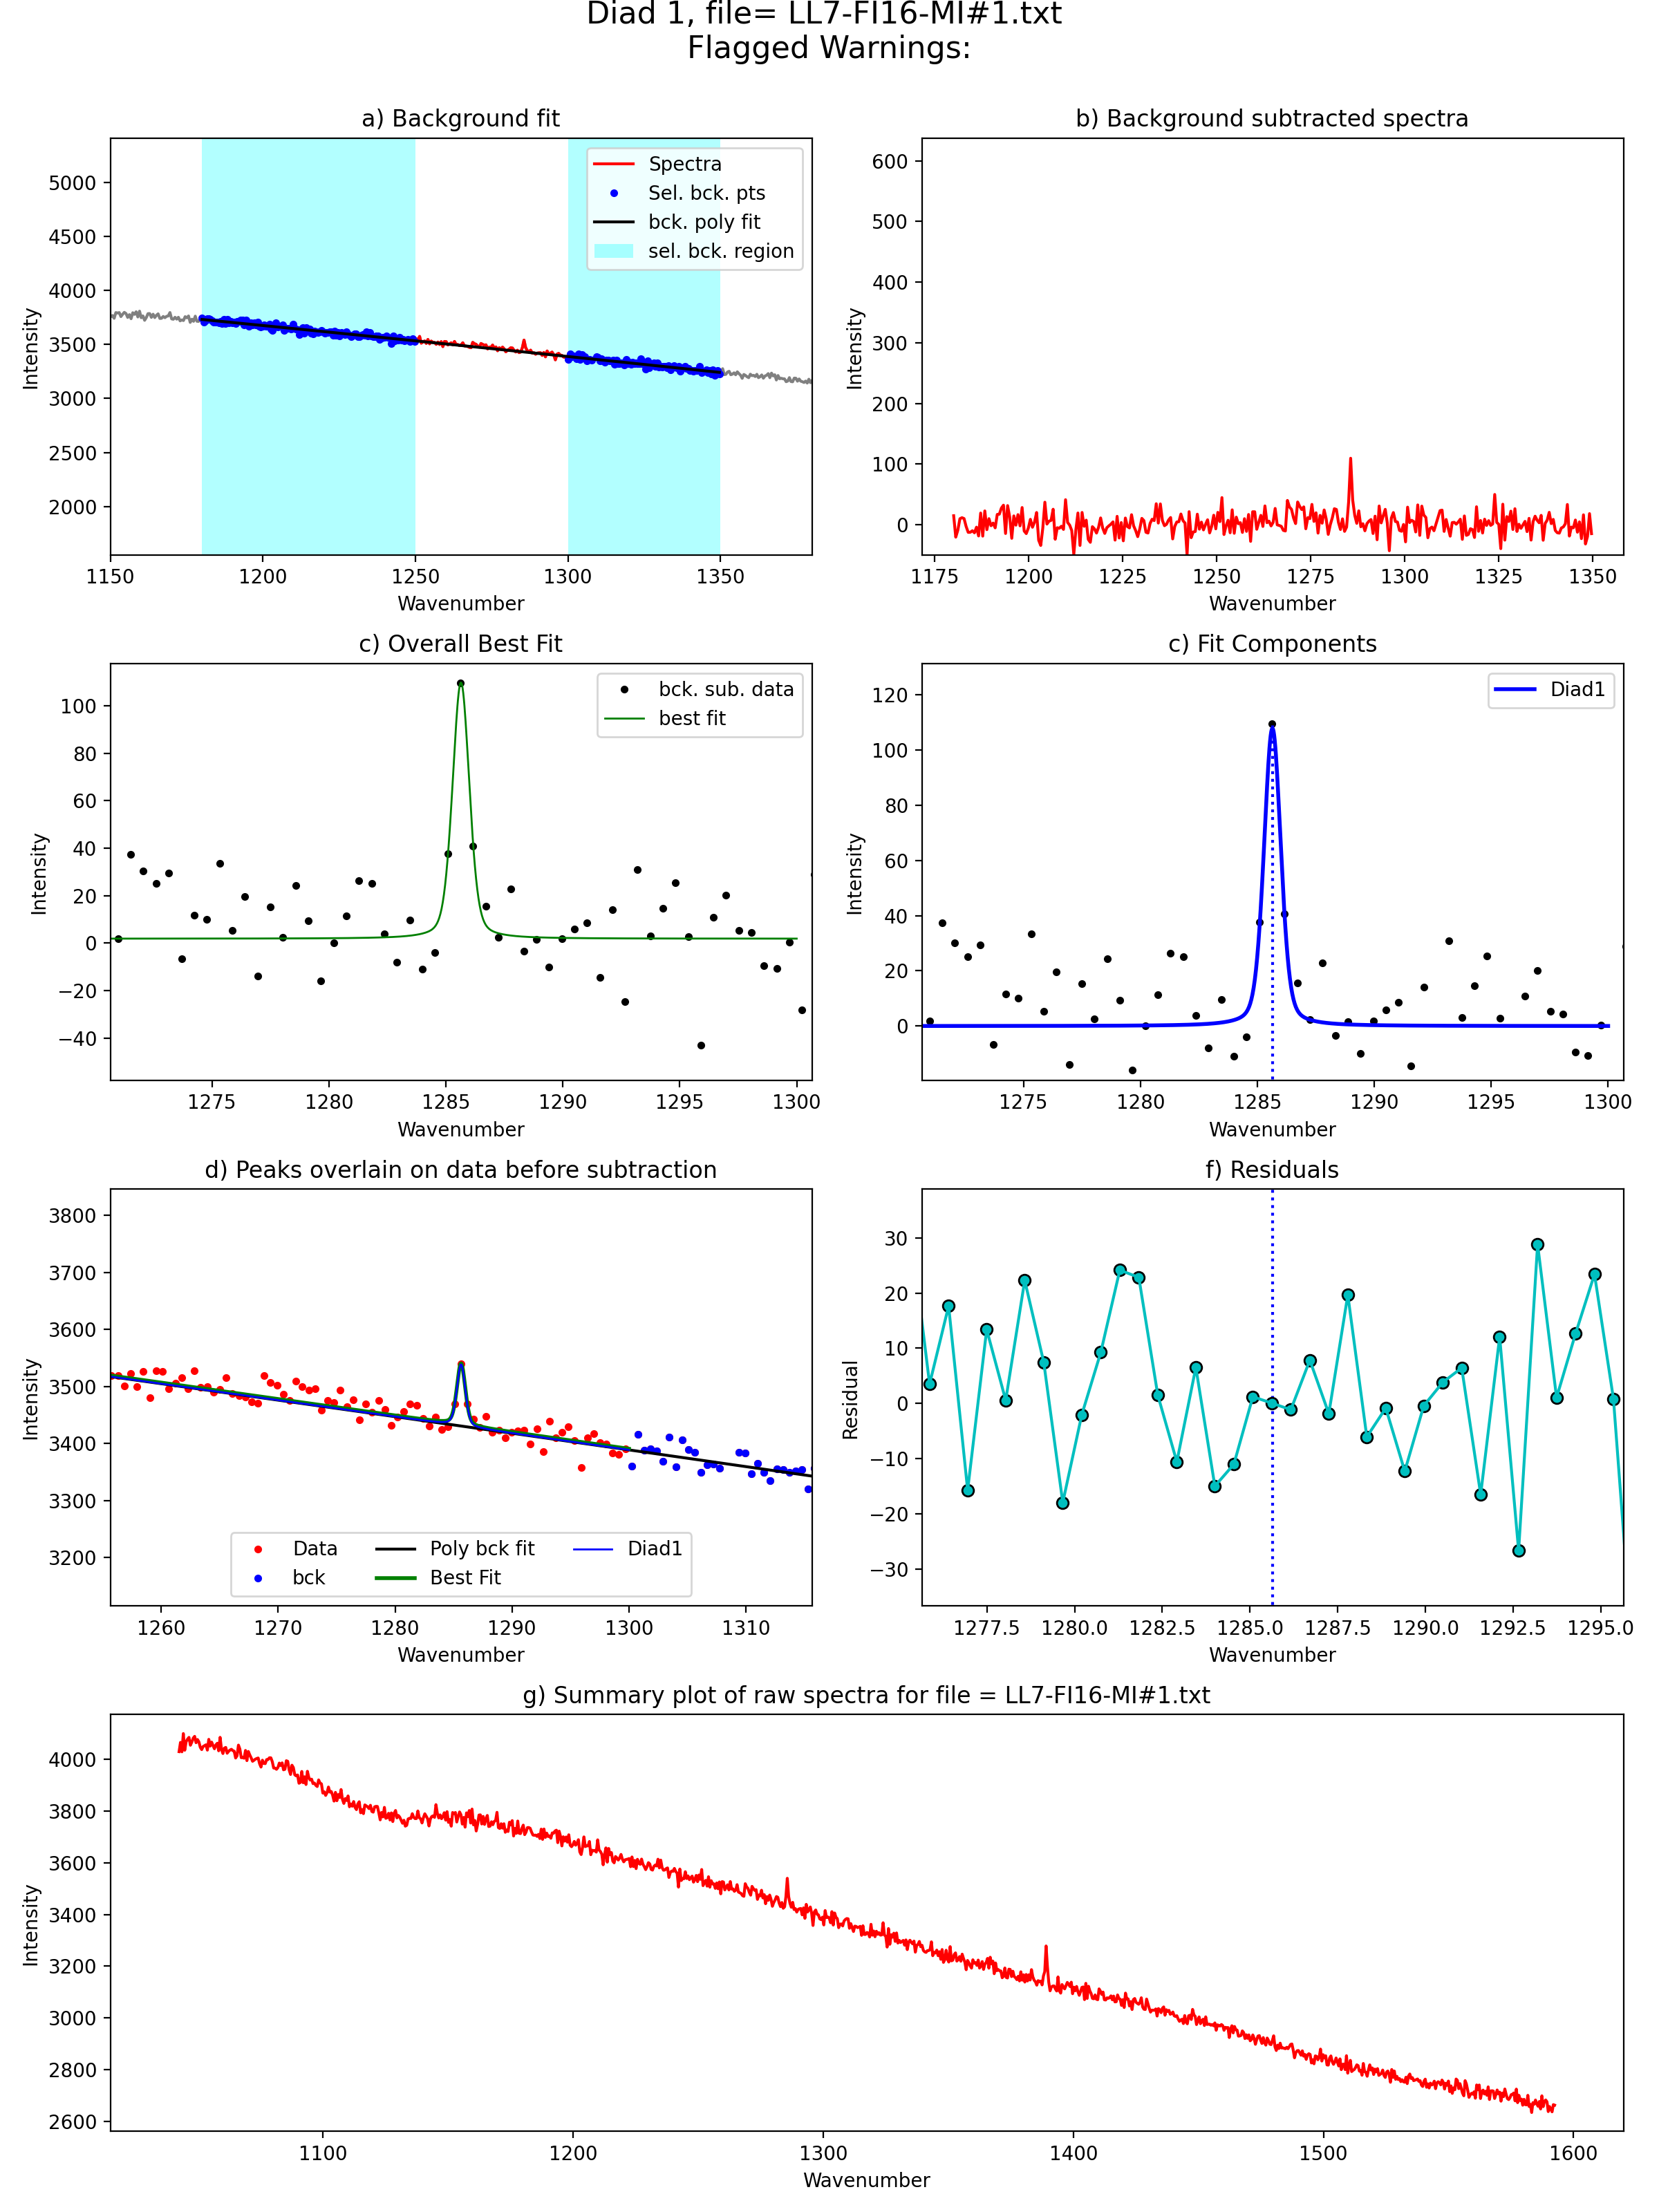 Diad 1, file= LL7-FI16-MI#1.txt
Flagged Warnings:
a) Background fit
5000
4500
4000
3500
3000
2500
2000
Intensity
Spectra
Sel. bck. pts
bck. poly fit
sel. bck. region
1150 1200 1250 1300 1350
Wavenumber
b) Background subtracted spectra
600
500
400
300
200
100
0
Intensity
1175 1200 1225 1250 1275 1300 1325 1350
Wavenumber
c) Overall Best Fit
100
80
60
40
20
0
−20
−40
Intensity
bck. sub. data
best fit
1275 1280 1285 1290 1295 1300
Wavenumber
c) Fit Components
120
100
80
60
40
20
0
Intensity
Diad1
1275 1280 1285 1290 1295 1300
Wavenumber
d) Peaks overlain on data before subtraction
3800
3700
3600
3500
3400
3300
3200
Intensity
Data
bck
Poly bck fit
Best Fit
Diad1
1260 1270 1280 1290 1300 1310
Wavenumber
f) Residuals
30
20
10
0
−10
−20
−30
Residual
1277.5 1280.0 1282.5 1285.0 1287.5 1290.0 1292.5 1295.0
Wavenumber
g) Summary plot of raw spectra for file = LL7-FI16-MI#1.txt
4000
3800
3600
3400
3200
3000
2800
2600
Intensity
1100 1200 1300 1400 1500 1600
Wavenumber